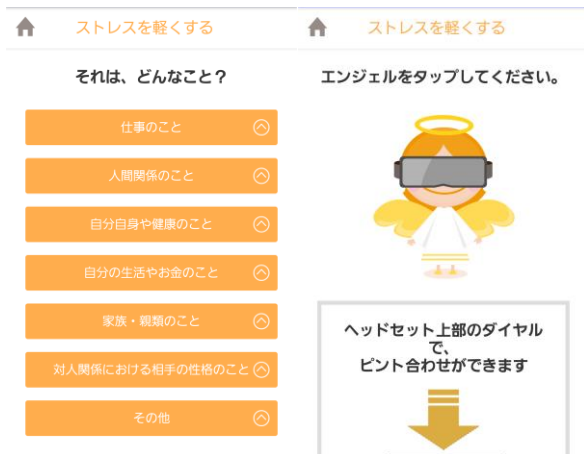 ストレスを軽くする
それは、どんなこと？
仕事のこと
人間関係のこと
自分自身や健康のこと
自分の生活やお金のこと
家族・親類のこと
対人関係における相手の性格のこと
その他
ストレスを軽くする
エンジェルをタップしてください。
ヘッドセット上部のダイヤル
で、
ピント合わせができます